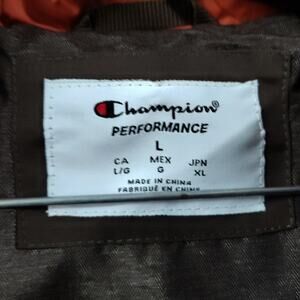 Champion®
PERFORMANCE
L
CA MEX JPN
L/G G XL
MADE IN CHINA
FABRIQUÉ EN CHINE